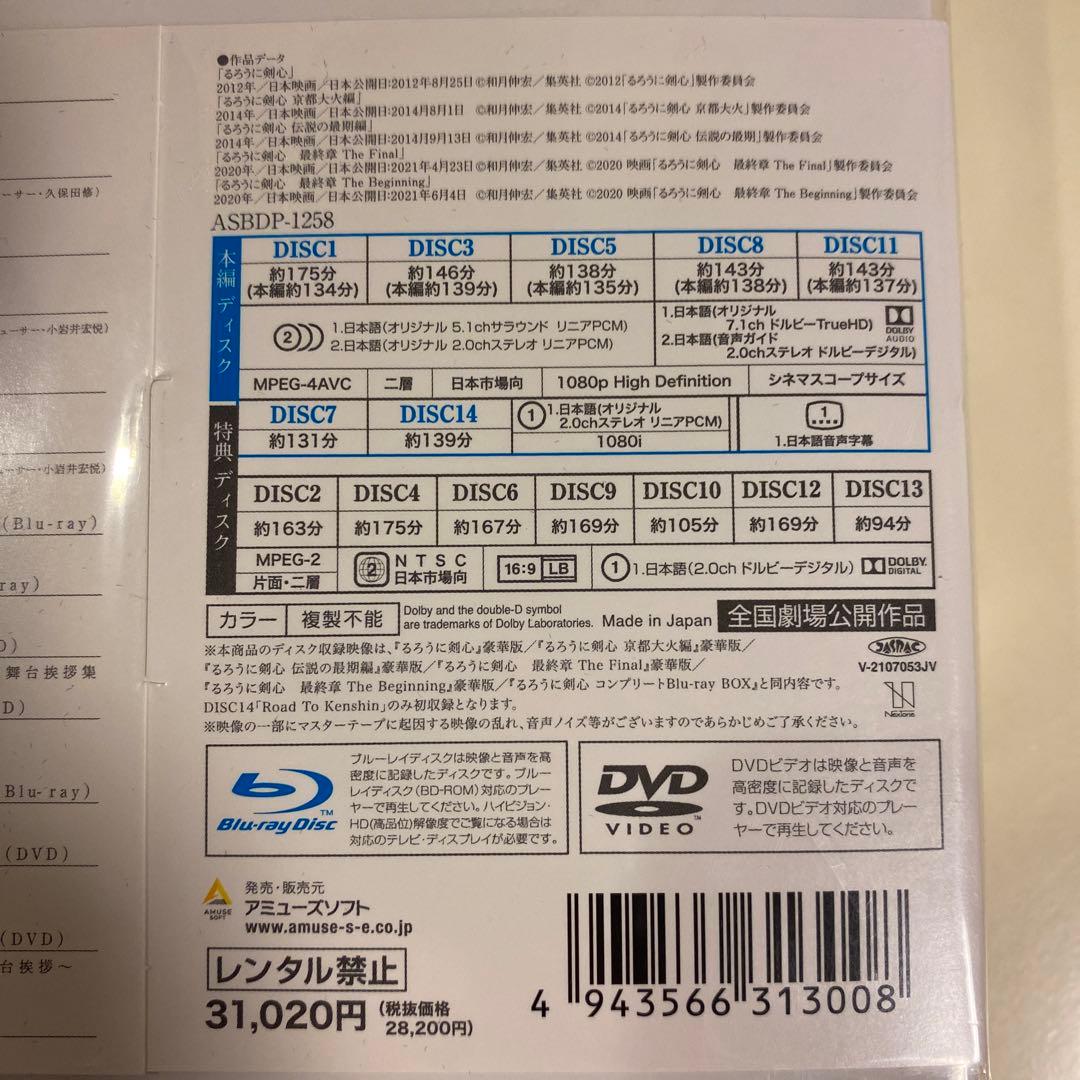 ●作品データ
「るろうに剣心」
2012年／日本映画／日本公開日:2012年8月25日 ©和月伸宏／集英社 ©2012「るろうに剣心」製作委員会
「るろうに剣心 京都大火編」
2014年／日本映画／日本公開日:2014年8月1日 ©和月伸宏／集英社 ©2014「るろうに剣心 京都大火」製作委員会
「るろうに剣心 伝説の最期編」
2014年／日本映画／日本公開日:2014年9月13日 ©和月伸宏／集英社 ©2014「るろうに剣心 伝説の最期」製作委員会
「るろうに剣心　最終章 The Final」
2020年／日本映画／日本公開日:2021年4月23日 ©和月伸宏／集英社 ©2020 映画「るろうに剣心　最終章 The Final」製作委員会
「るろうに剣心　最終章 The Beginning」
2020年／日本映画／日本公開日:2021年6月4日 ©和月伸宏／集英社 ©2020 映画「るろうに剣心　最終章 The Beginning」製作委員会
ASBDP-1258
本編ディスク
DISC1 DISC3 DISC5 DISC8 DISC11
約175分 約146分 約138分 約143分 約143分
(本編約134分) (本編約139分) (本編約135分) (本編約138分) (本編約137分)
2
1.日本語(オリジナル 5.1chサラウンド リニアPCM)
2.日本語(オリジナル 2.0chステレオ リニアPCM)
1.日本語(オリジナル
7.1ch ドルビーTrueHD)
2.日本語(音声ガイド
2.0chステレオ ドルビーデジタル)
DOLBY
AUDIO
MPEG-4AVC 二層 日本市場向 1080p High Definition シネマスコープサイズ
特典ディスク
DISC7 DISC14
約131分 約139分
1
1.日本語(オリジナル
2.0chステレオ リニアPCM)
1080i
1
1.日本語音声字幕
DISC2 DISC4 DISC6 DISC9 DISC10 DISC12 DISC13
約163分 約175分 約167分 約169分 約105分 約169分 約94分
MPEG-2
片面・二層
2
NTSC
日本市場向
16:9 LB
1
1.日本語(2.0ch ドルビーデジタル)
DOLBY
DIGITAL
カラー 複製不能
Dolby and the double-D symbol
are trademarks of Dolby Laboratories.
Made in Japan
全国劇場公開作品
※本商品のディスク収録映像は、『るろうに剣心』豪華版／『るろうに剣心 京都大火編』豪華版／
『るろうに剣心 伝説の最期編』豪華版／『るろうに剣心　最終章 The Final』豪華版／
『るろうに剣心　最終章 The Beginning』豪華版／『るろうに剣心 コンプリートBlu-ray BOX』と同内容です。
DISC14「Road To Kenshin」のみ初収録となります。
※映像の一部にマスターテープに起因する映像の乱れ、音声ノイズ等がございますのであらかじめご了承ください。
JASRAC
V-2107053JV
Nexions
Blu-ray Disc
TM
ブルーレイディスクは映像と音声を高
密度に記録したディスクです。ブルー
レイディスク(BD-ROM)対応のプレー
ヤーで再生してください。ハイビジョン・
HD(高品位)解像度でご覧になる場合は
対応のテレビ・ディスプレイが必要です。
DVD
VIDEO
TM
DVDビデオは映像と音声を
高密度に記録したディスクで
す。DVDビデオ対応のプレー
ヤーで再生してください。
AMUSE
SOFT
発売・販売元
アミューズソフト
www.amuse-s-e.co.jp
レンタル禁止
31,020円
(税抜価格
28,200円)
4 943566 313008
ューサー・久保田修)
ューサー・小岩井宏悦)
ーサー・小岩井宏悦)
(Blu-ray)
ray)
D)
舞台挨拶集
D)
Blu-ray)
(DVD)
(DVD)
台挨拶～